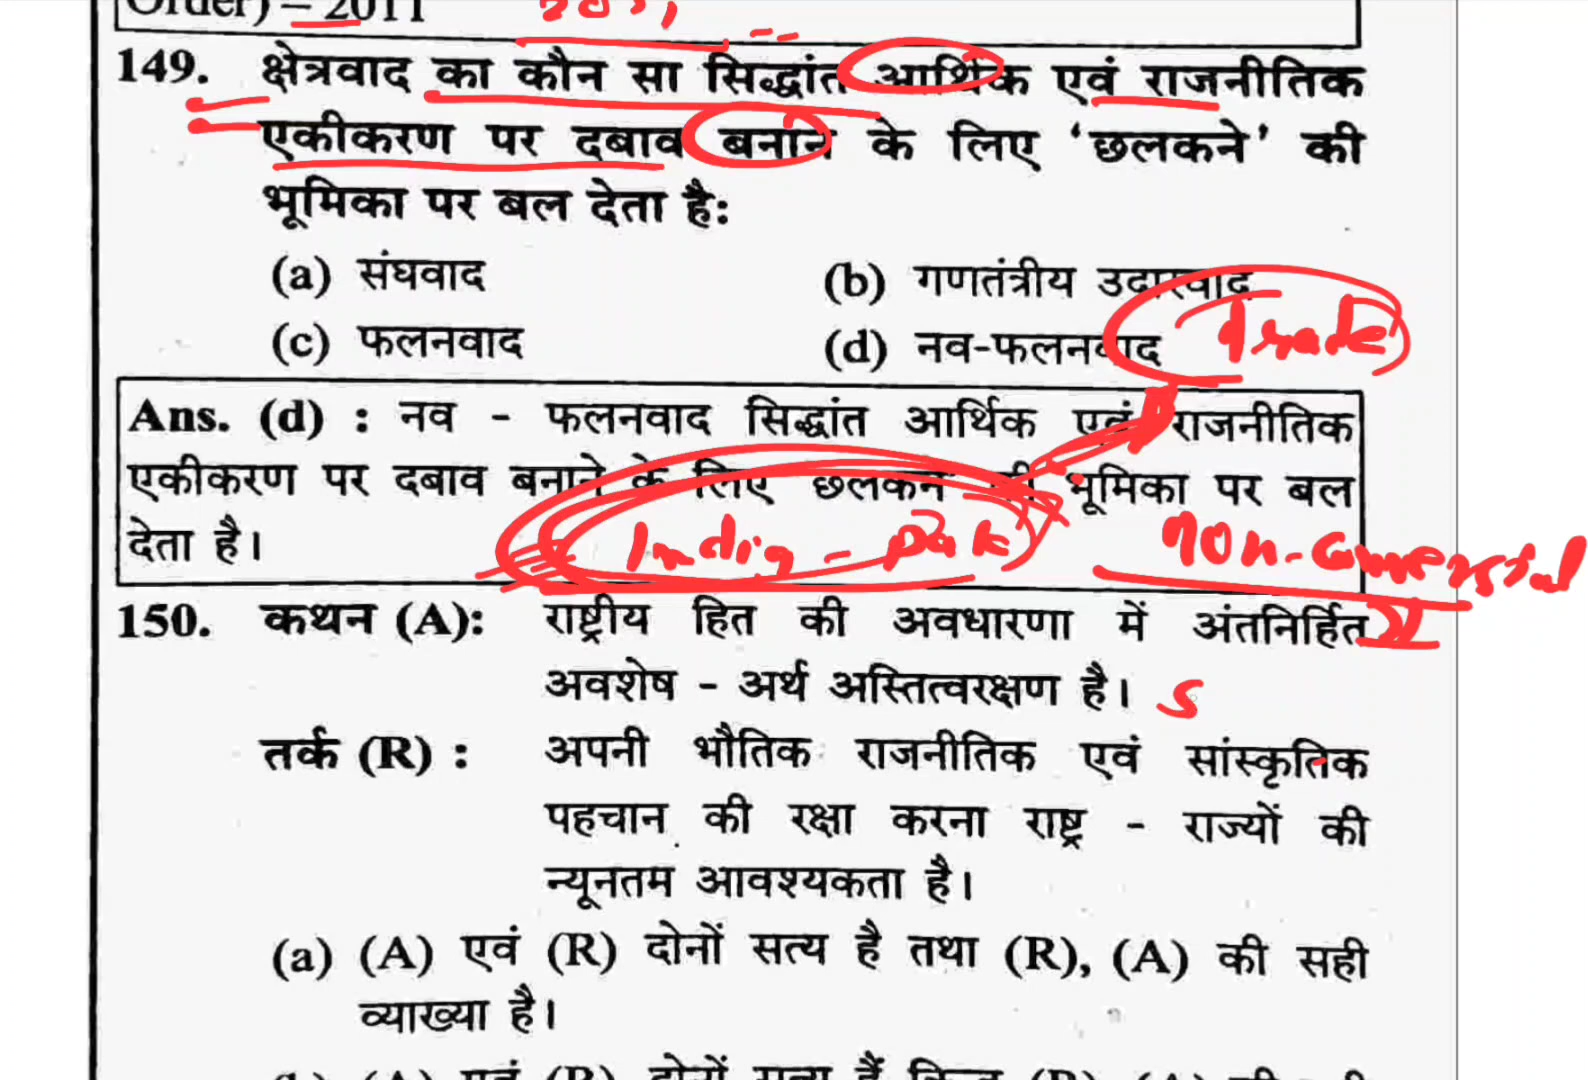 Order) – 2011
149. क्षेत्रवाद का कौन सा सिद्धांत आर्थिक एवं राजनीतिक
एकीकरण पर दबाव बनाने के लिए ‘छलकने’ की
भूमिका पर बल देता है:
(a) संघवाद (b) गणतंत्रीय उदारवाद
(c) फलनवाद (d) नव-फलनवाद
trade
Ans. (d) : नव - फलनवाद सिद्धांत आर्थिक एवं राजनीतिक
एकीकरण पर दबाव बनाने के लिए छलकने की भूमिका पर बल
देता है।
India - Pak
150. कथन (A): राष्ट्रीय हित की अवधारणा में अंतनिर्हित
अवशेष - अर्थ अस्तित्वरक्षण है। S
तर्क (R) : अपनी भौतिक राजनीतिक एवं सांस्कृतिक
पहचान की रक्षा करना राष्ट्र - राज्यों की
न्यूनतम आवश्यकता है।
(a) (A) एवं (R) दोनों सत्य है तथा (R), (A) की सही
व्याख्या है।